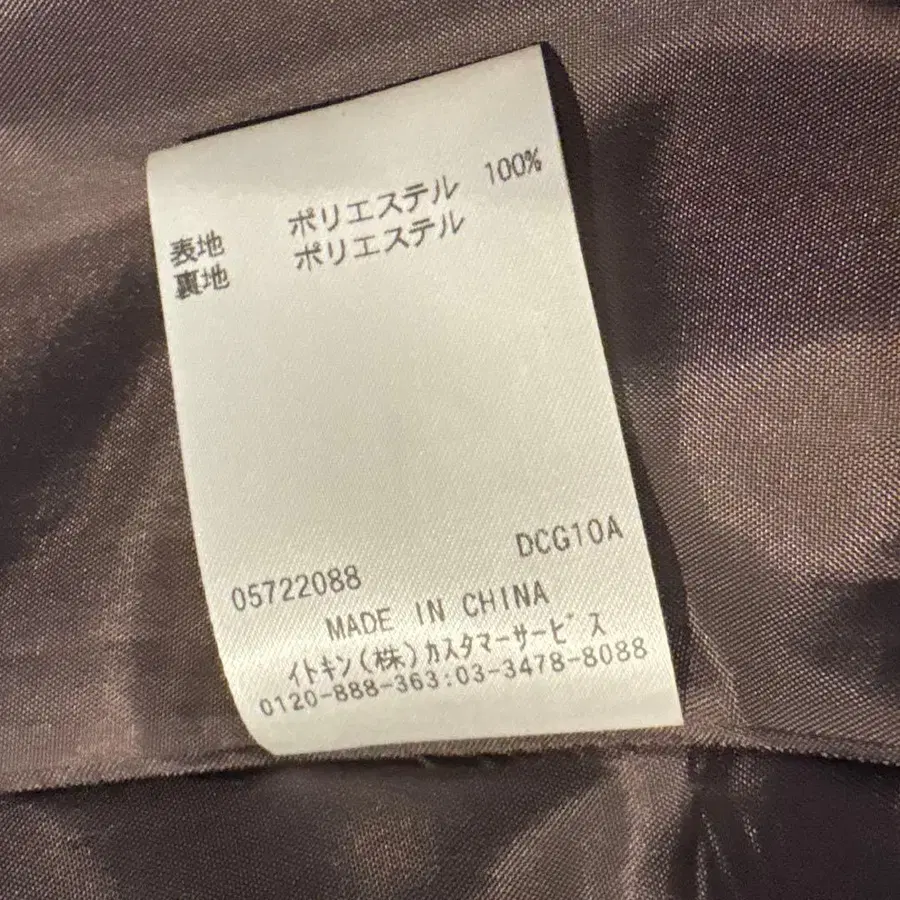 表地 ポリエステル 100%
裏地 ポリエステル
05722088 DCG10A
MADE IN CHINA
イトキン(株)カスタマーサービス
0120-888-363:03-3478-8088